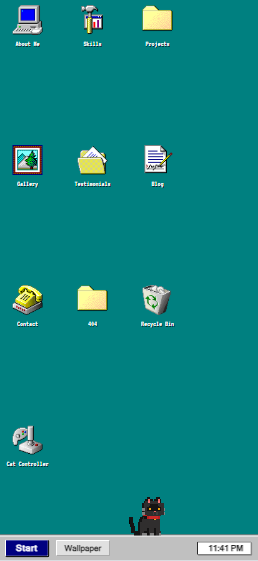 About Me
Skills
Projects
Gallery
Testimonials
Blog
Contact
404
Recycle Bin
Cat Controller
Start
Wallpaper
11:41 PM